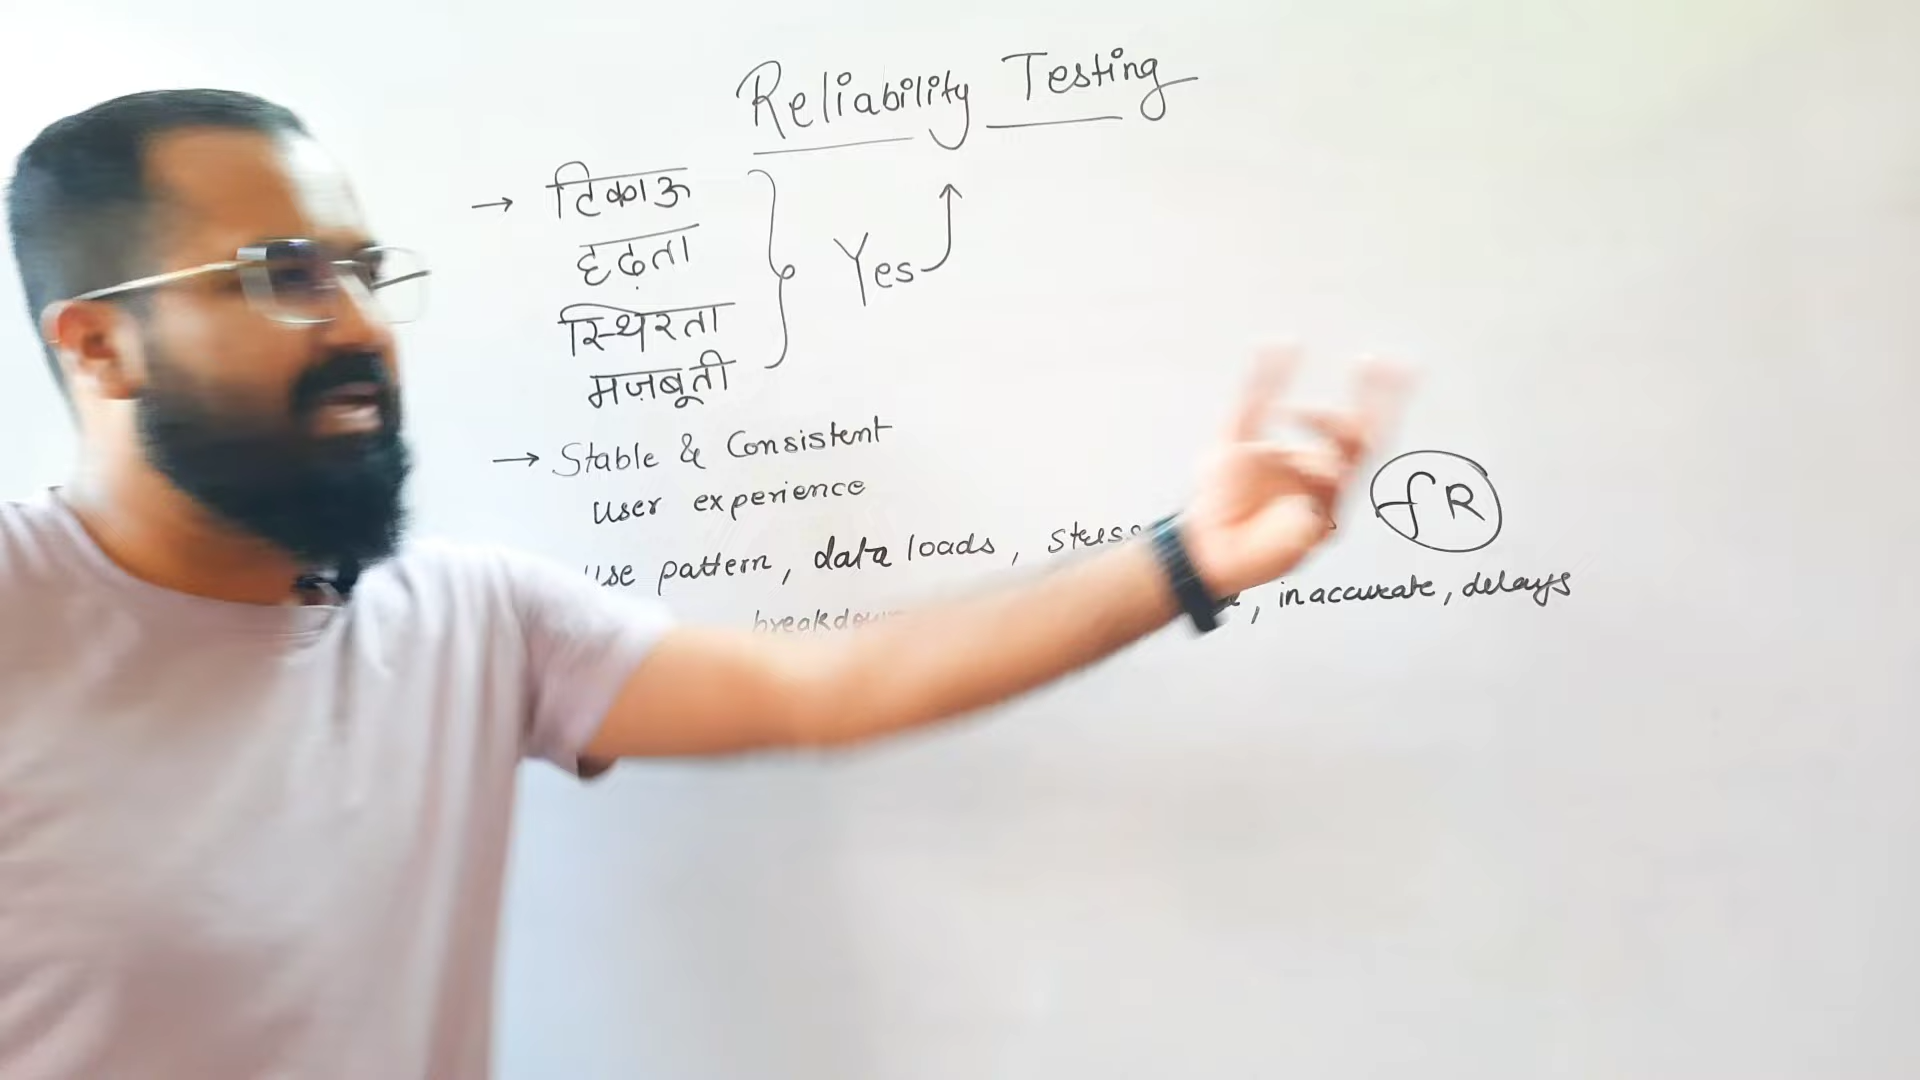 Reliability Testing
→ टिकाऊ
दृढ़ता
स्थिरता
मज़बूती
Yes
→ Stable & Consistent
user experience
fR
use pattern, data loads,
, inaccurate, delays